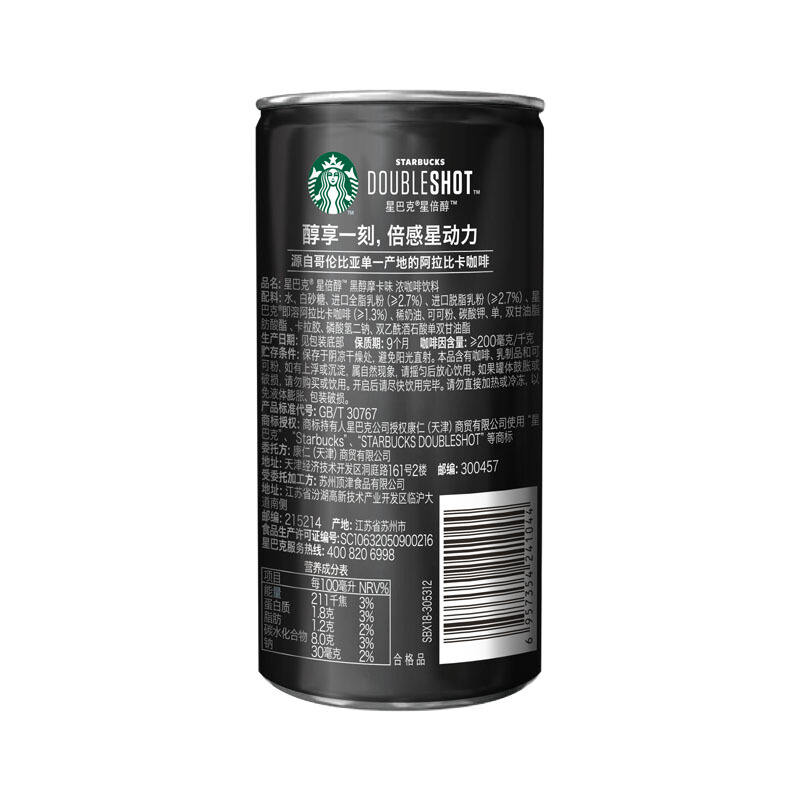 STARBUCKS
DOUBLESHOT™
星巴克®星倍醇™
醇享一刻，倍感星动力
源自哥伦比亚单一产地的阿拉比卡咖啡
品名: 星巴克® 星倍醇™ 黑醇摩卡味 浓咖啡饮料
配料: 水、白砂糖、进口全脂乳粉 (≥2.7%) 、进口脱脂乳粉 (≥2.7%) 、星
巴克®即溶阿拉比卡咖啡 (≥1.3%) 、稀奶油、可可粉、碳酸钾、单，双甘油脂
肪酸酯、卡拉胶、磷酸氢二钠、双乙酰酒石酸单双甘油酯
生产日期: 见包装底部 保质期: 9个月 咖啡因含量: ≥200毫克/千克
贮存条件: 保存于阴凉干燥处, 避免阳光直射。本品含有咖啡、乳制品和可
可粉, 如有上浮或沉淀, 属自然现象, 请摇匀后放心饮用。如果罐体鼓胀或
破损, 请勿购买或饮用。开启后请尽快饮用完毕。请勿直接加热或冷冻, 以
免液体膨胀、包装破损。
产品标准代号: GB/T 30767
商标授权: 商标持有人星巴克公司授权康仁 (天津) 商贸有限公司使用 “星
巴克”、“Starbucks”、“STARBUCKS DOUBLESHOT” 等商标
委托方: 康仁 (天津) 商贸有限公司
地址: 天津经济技术开发区洞庭路161号2楼 邮编: 300457
受委托加工方: 苏州顶津食品有限公司
地址: 江苏省汾湖高新技术产业开发区临沪大
道南侧
邮编: 215214 产地: 江苏省苏州市
食品生产许可证编号:SC10632050900216
星巴克服务热线: 400 820 6998
营养成分表
项目 每100毫升 NRV%
能量 211千焦 3%
蛋白质 1.8克 3%
脂肪 1.2克 2%
碳水化合物 8.0克 3%
钠 30毫克 2%
合格品
SBX18-305312
6 957354 241044